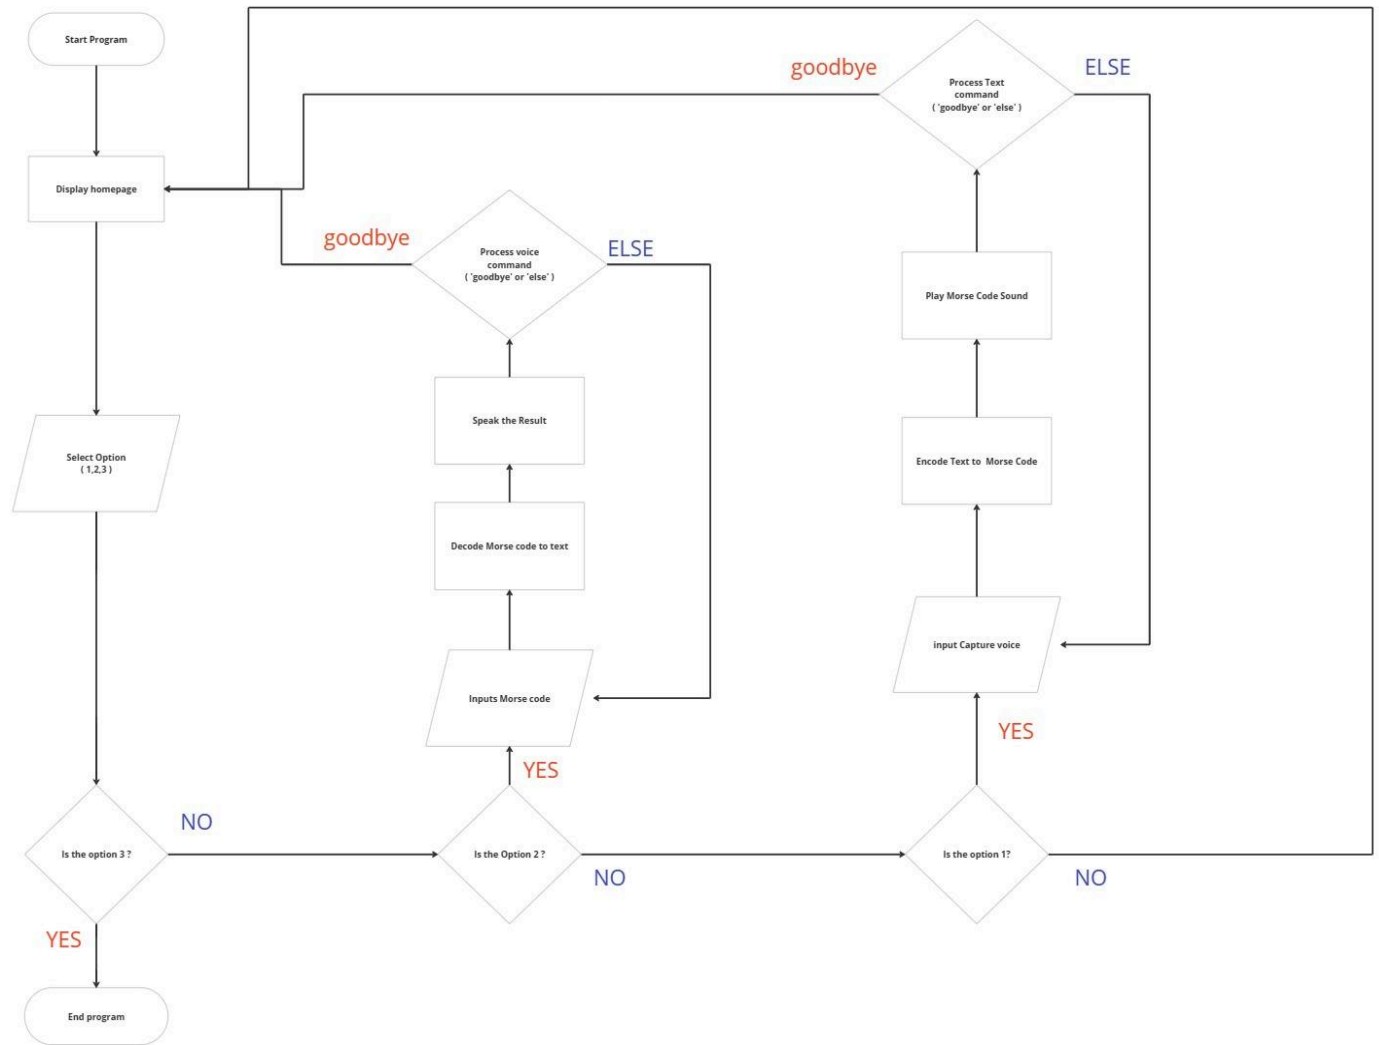 Start Program
goodbye
Process Text
command
( 'goodbye' or 'else' )
ELSE
Display homepage
goodbye
Process voice
command
( 'goodbye' or 'else' )
ELSE
Play Morse Code Sound
Speak the Result
Select Option
( 1,2,3 )
Encode Text to  Morse Code
Decode Morse code to text
input Capture voice
Inputs Morse code
YES
YES
NO
Is the option 3 ?
Is the Option 2 ?
Is the option 1?
NO
NO
YES
End program